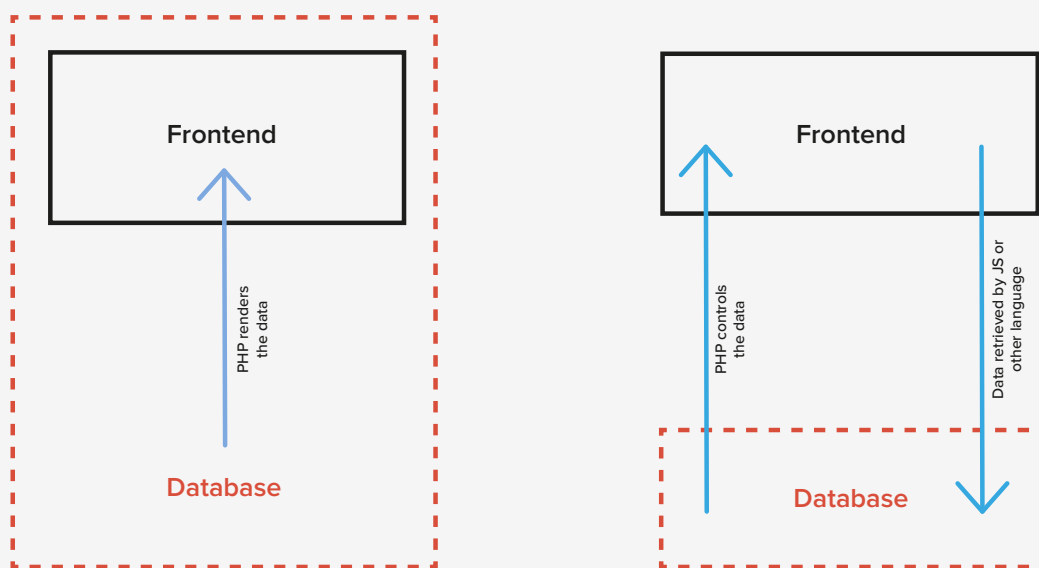 Frontend
PHP renders
the data
Database
Frontend
PHP controls
the data
Data retrieved by JS or
other language
Database